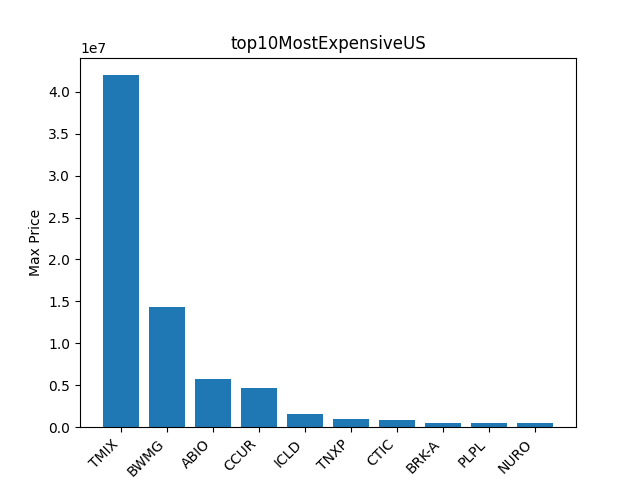 top10MostExpensiveUS
1e7
4.0
3.5
3.0
2.5
2.0
1.5
1.0
0.5
0.0
Max Price
TMIX
BWMG
ABIO
CCUR
ICLD
TNXP
CTIC
BRK-A
PLPL
NURO